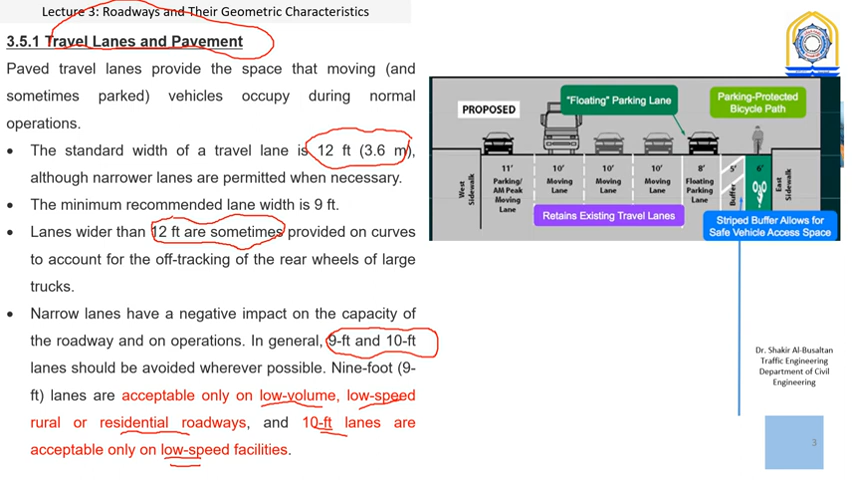 Lecture 3: Roadways and Their Geometric Characteristics
3.5.1 Travel Lanes and Pavement
Paved travel lanes provide the space that moving (and
sometimes parked) vehicles occupy during normal
operations.
• The standard width of a travel lane is 12 ft (3.6 m),
although narrower lanes are permitted when necessary.
• The minimum recommended lane width is 9 ft.
• Lanes wider than 12 ft are sometimes provided on curves
to account for the off-tracking of the rear wheels of large
trucks.
• Narrow lanes have a negative impact on the capacity of
the roadway and on operations. In general, 9-ft and 10-ft
lanes should be avoided wherever possible. Nine-foot (9-
ft) lanes are acceptable only on low-volume, low-speed
rural or residential roadways, and 10-ft lanes are
acceptable only on low-speed facilities.
PROPOSED
"Floating" Parking Lane
Parking-Protected
Bicycle Path
West
Sidewalk
11'
Parking/
AM Peak
Moving
Lane
10'
Moving
Lane
10'
Moving
Lane
10'
Moving
Lane
8'
Floating
Parking
Lane
5'
Buffer
6'
East
Sidewalk
Retains Existing Travel Lanes
Striped Buffer Allows for
Safe Vehicle Access Space
Dr. Shakir Al-Busaltan
Traffic Engineering
Department of Civil
Engineering
3